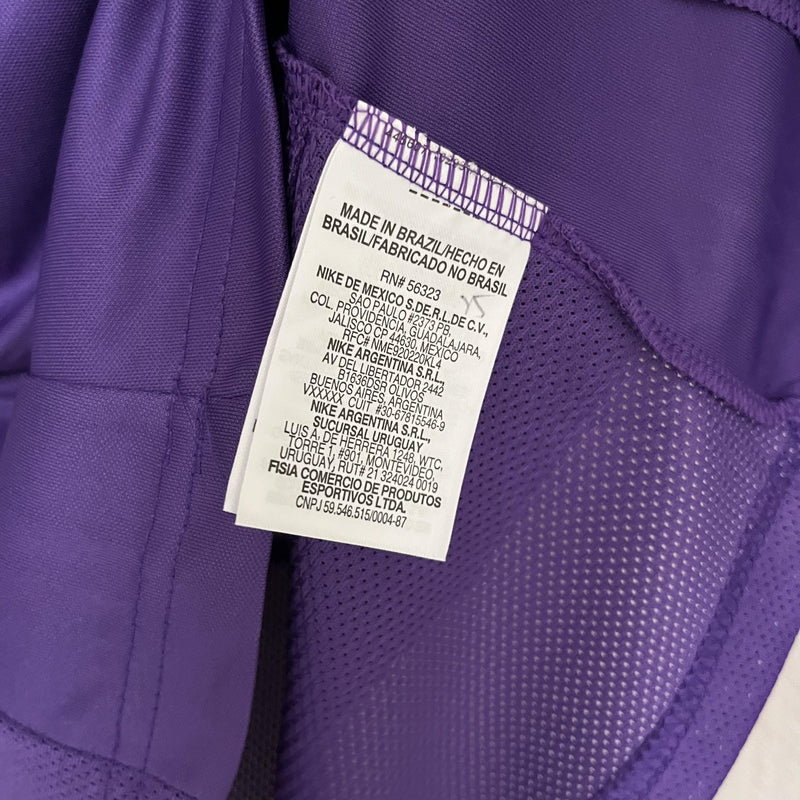 MADE IN BRAZIL/HECHO EN
BRASIL/FABRICADO NO BRASIL
RN# 56323
NIKE DE MEXICO S.DE.R.L.DE C.V.,
SAO PAULO #2373 PB,
COL. PROVIDENCIA, GUADALAJARA,
JALISCO CP 44630, MEXICO
RFC# NME920220KL4
NIKE ARGENTINA S.R.L,
AV DEL LIBERTADOR 2442
B1636DSR OLIVOS
BUENOS AIRES, ARGENTINA
VXXXXX CUIT #30-67815546-9
NIKE ARGENTINA S.R.L,
SUCURSAL URUGUAY
LUIS A. DE HERRERA 1248, WTC,
TORRE 1, #901, MONTEVIDEO,
URUGUAY, RUT# 21 324024 0019
FISIA COMERCIO DE PRODUTOS
ESPORTIVOS LTDA.
CNPJ 59.546.515/0004-87